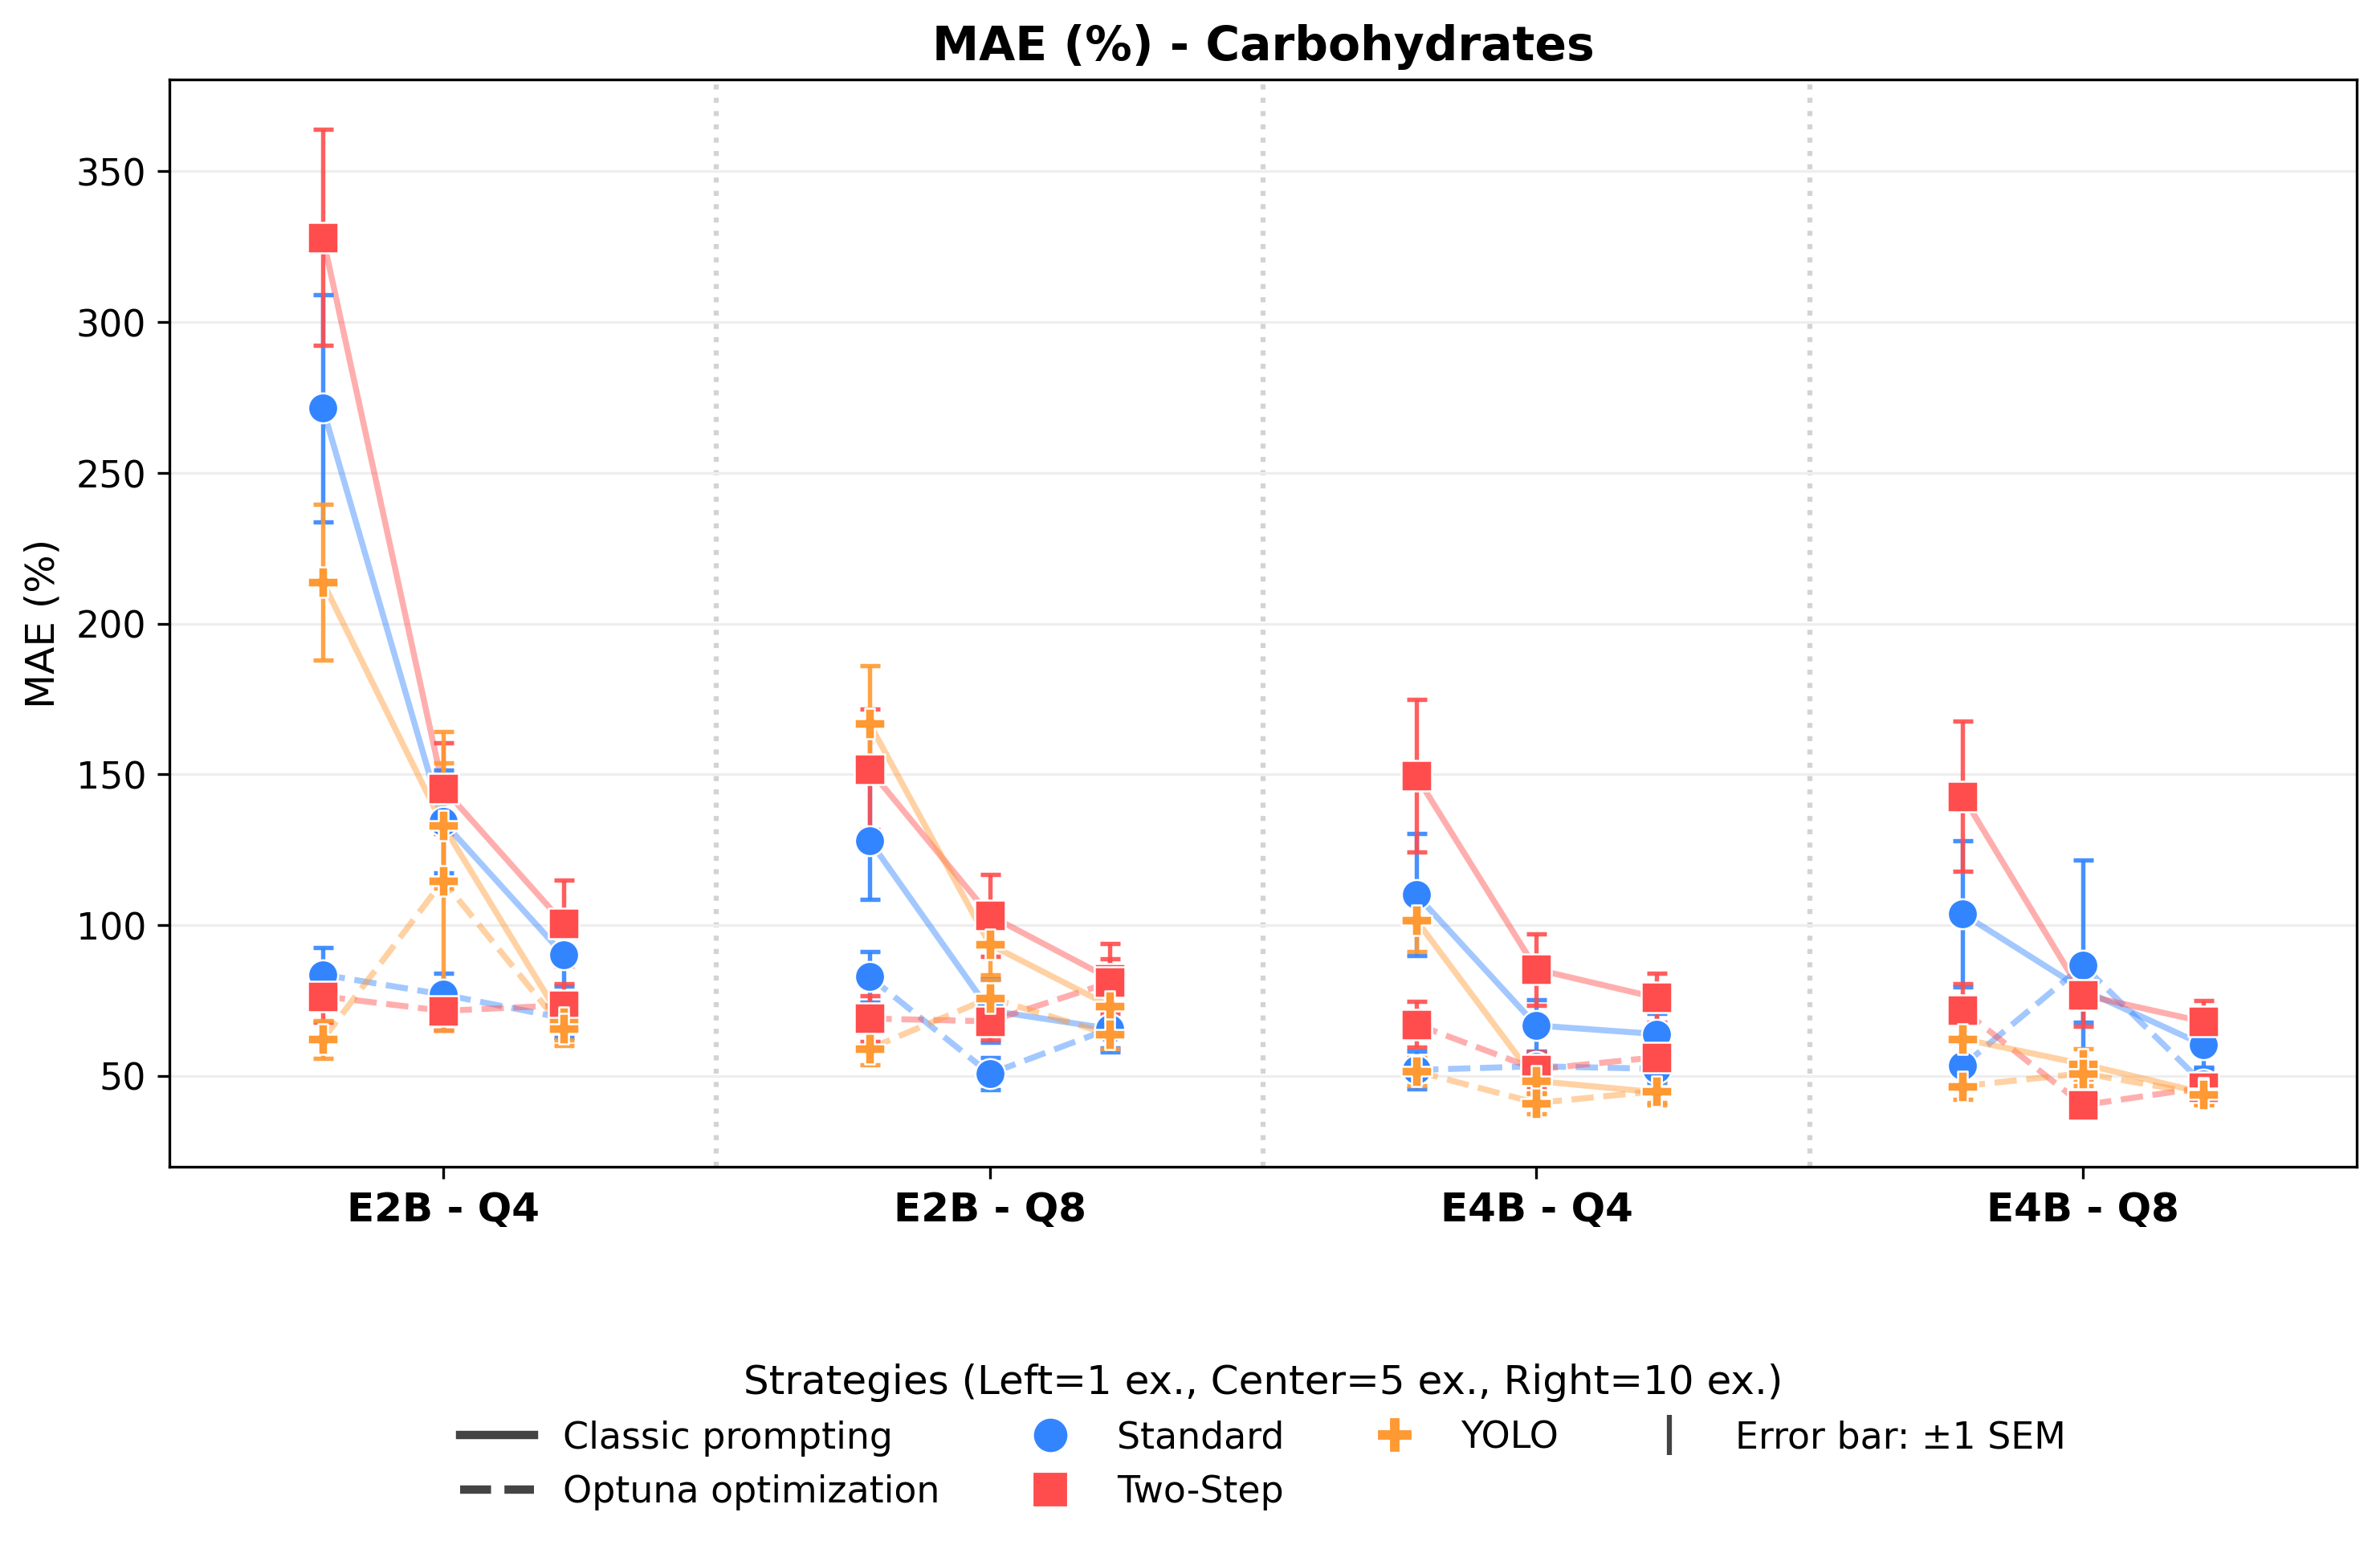 MAE (%) - Carbohydrates
MAE (%)
350
300
250
200
150
100
50
E2B - Q4
E2B - Q8
E4B - Q4
E4B - Q8
Strategies (Left=1 ex., Center=5 ex., Right=10 ex.)
Classic prompting
Standard
YOLO
Error bar: ±1 SEM
Optuna optimization
Two-Step